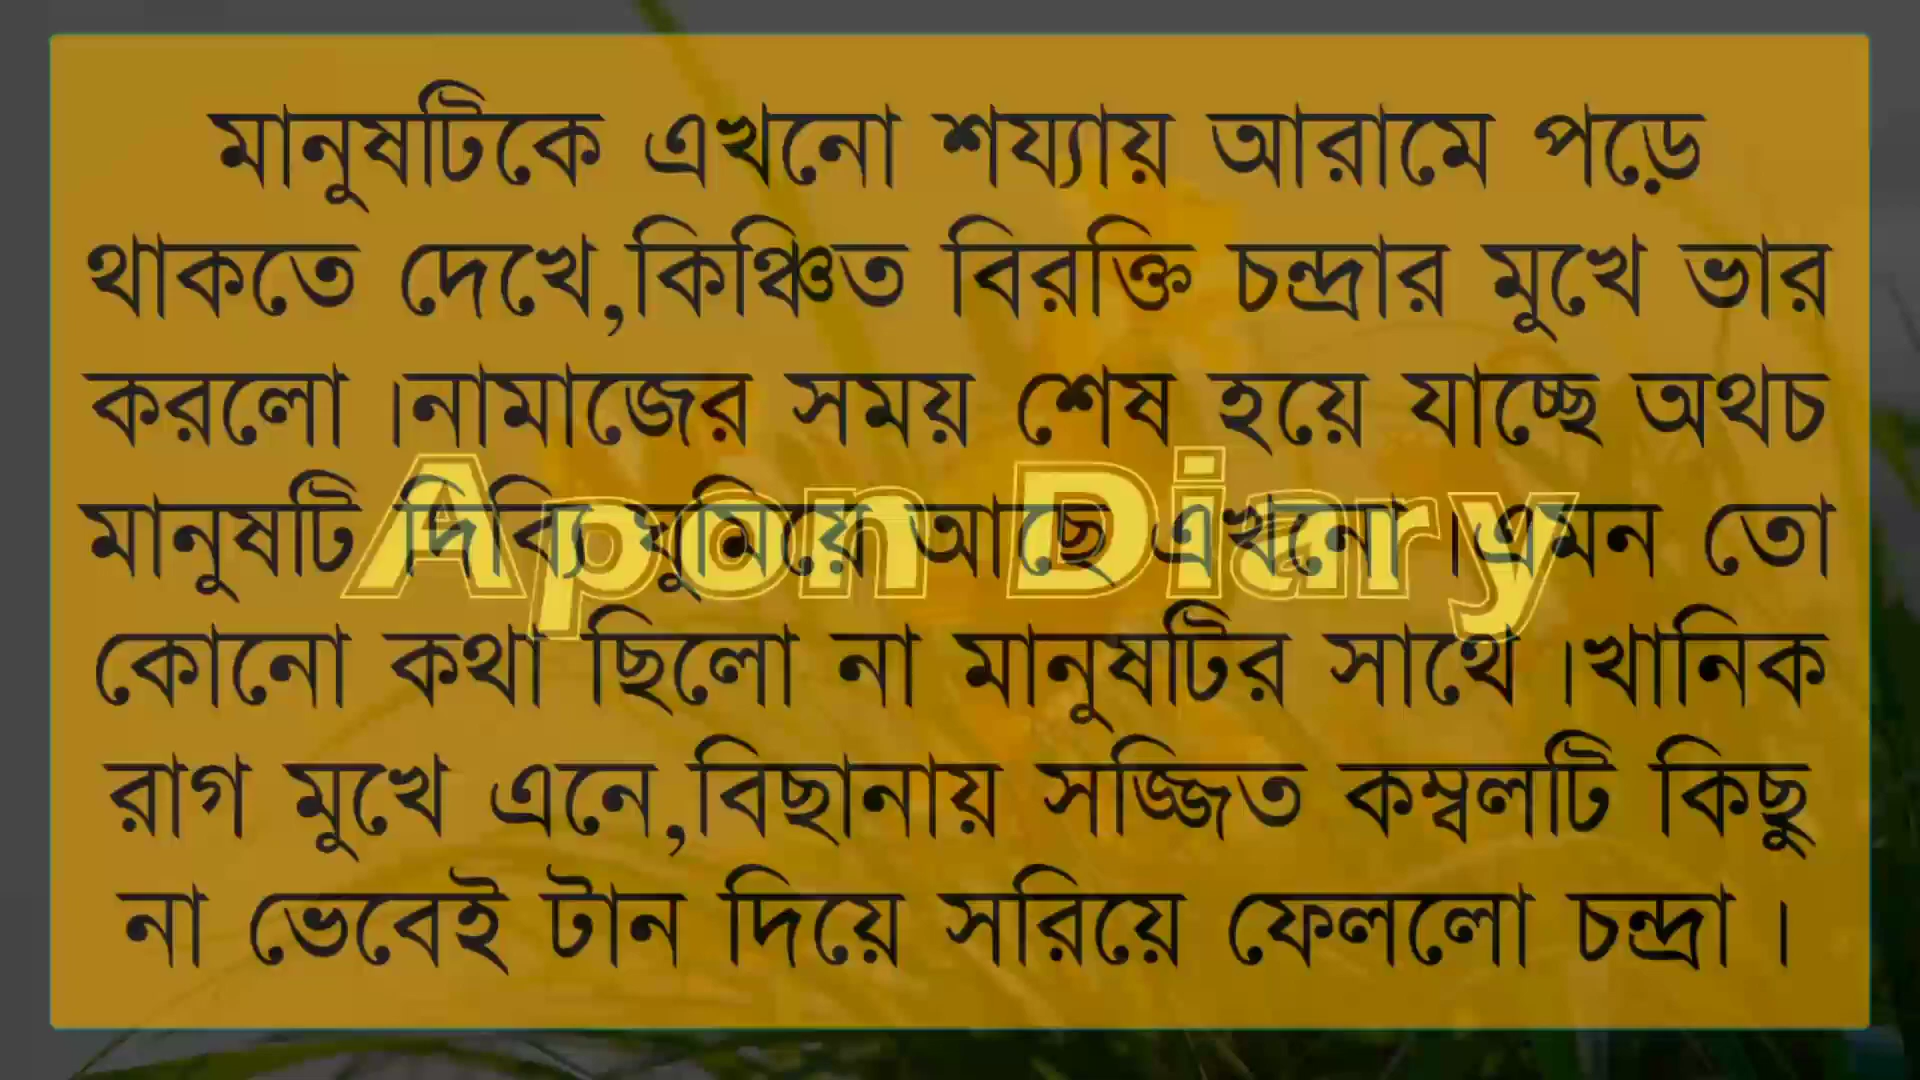 মানুষটিকে এখনো শয্যায় আরামে পড়ে
থাকতে দেখে,কিঞ্চিত বিরক্তি চন্দ্রার মুখে ভার
করলো ।নামাজের সময় শেষ হয়ে যাচ্ছে অথচ
মানুষটি দিব্যি ঘুমিয়ে আছে এখনো ।এমন তো
Apon Diary
কোনো কথা ছিলো না মানুষটির সাথে ।খানিক
রাগ মুখে এনে,বিছানায় সজ্জিত কম্বলটি কিছু
না ভেবেই টান দিয়ে সরিয়ে ফেললো চন্দ্রা ।